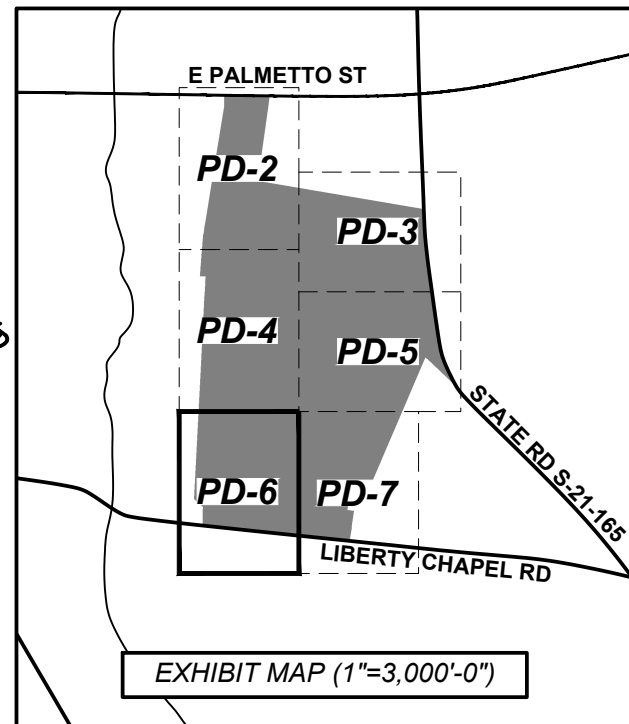 E PALMETTO ST
PD-2
PD-3
PD-4
PD-5
STATE RD S-21-165
PD-6
PD-7
LIBERTY CHAPEL RD
EXHIBIT MAP (1"=3,000'-0")